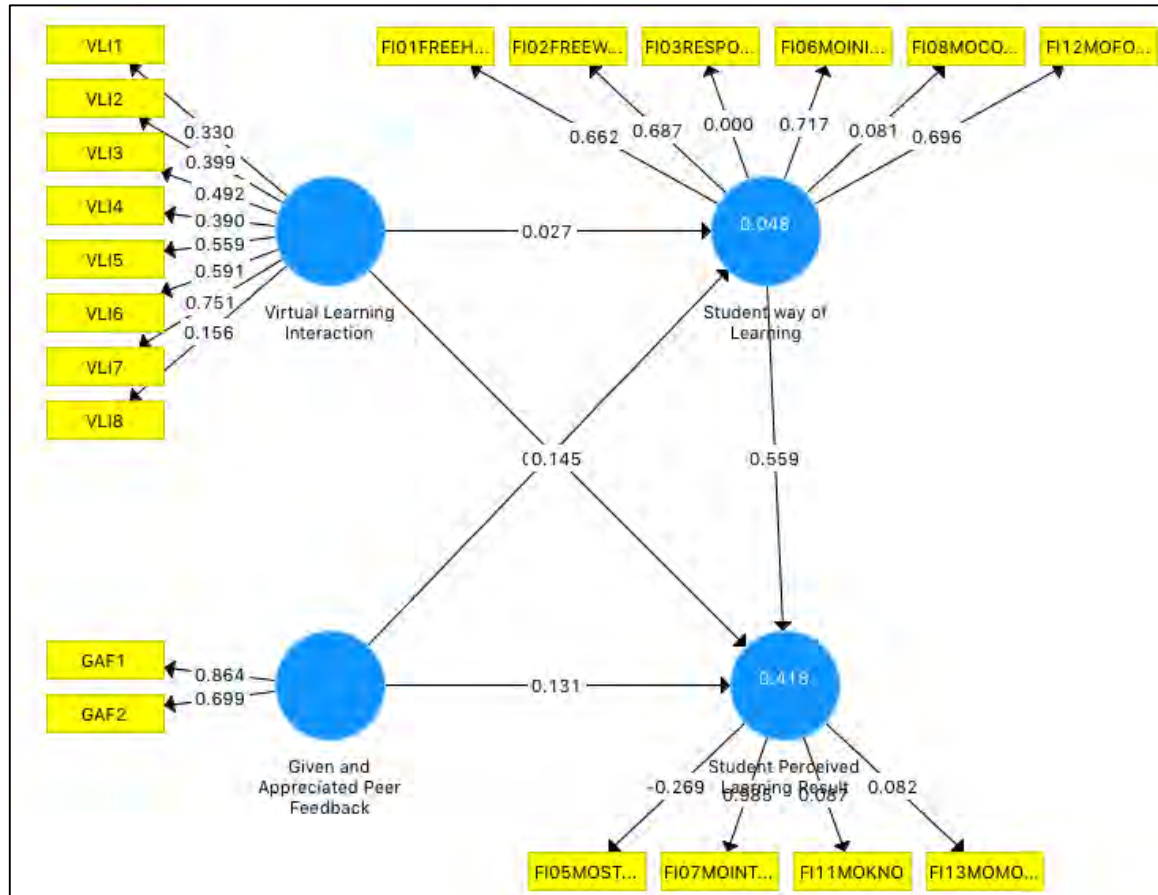 VLI1
VLI2
VLI3
VLI4
VLI5
VLI6
VLI7
VLI8
0.330
0.399
0.492
0.390
0.559
0.591
0.751
0.156
Virtual Learning
Interaction
FI01FREEH...
FI02FREEW...
FI03RESPO...
FI06MOINI...
FI08MOCO...
FI12MOFO...
0.662
0.687
0.000
0.717
0.081
0.696
0.048
Student way of
Learning
0.027
0.145
0.559
GAF1
GAF2
0.864
0.699
Given and
Appreciated Peer
Feedback
0.131
0.418
Student Perceived
Learning Result
-0.269
0.985
0.087
0.082
FI05MOST...
FI07MOINT...
FI11MOKNO
FI13MOMO...